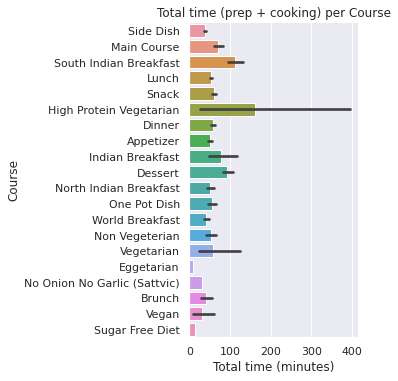 Total time (prep + cooking) per Course
Course
Side Dish
Main Course
South Indian Breakfast
Lunch
Snack
High Protein Vegetarian
Dinner
Appetizer
Indian Breakfast
Dessert
North Indian Breakfast
One Pot Dish
World Breakfast
Non Vegeterian
Vegetarian
Eggetarian
No Onion No Garlic (Sattvic)
Brunch
Vegan
Sugar Free Diet
0 100 200 300 400
Total time (minutes)